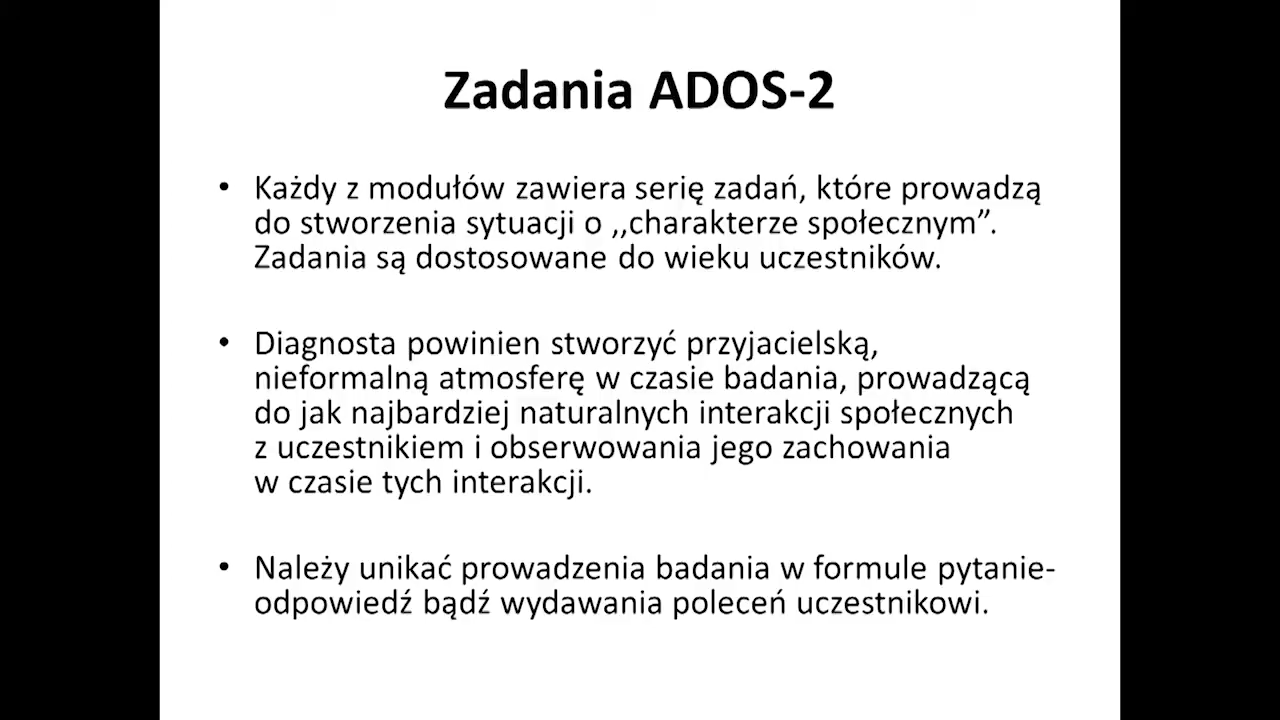 Zadania ADOS-2
• Każdy z modułów zawiera serię zadań, które prowadzą
do stworzenia sytuacji o ,,charakterze społecznym”.
Zadania są dostosowane do wieku uczestników.
• Diagnosta powinien stworzyć przyjacielską,
nieformalną atmosferę w czasie badania, prowadzącą
do jak najbardziej naturalnych interakcji społecznych
z uczestnikiem i obserwowania jego zachowania
w czasie tych interakcji.
• Należy unikać prowadzenia badania w formule pytanie-
odpowiedź bądź wydawania poleceń uczestnikowi.